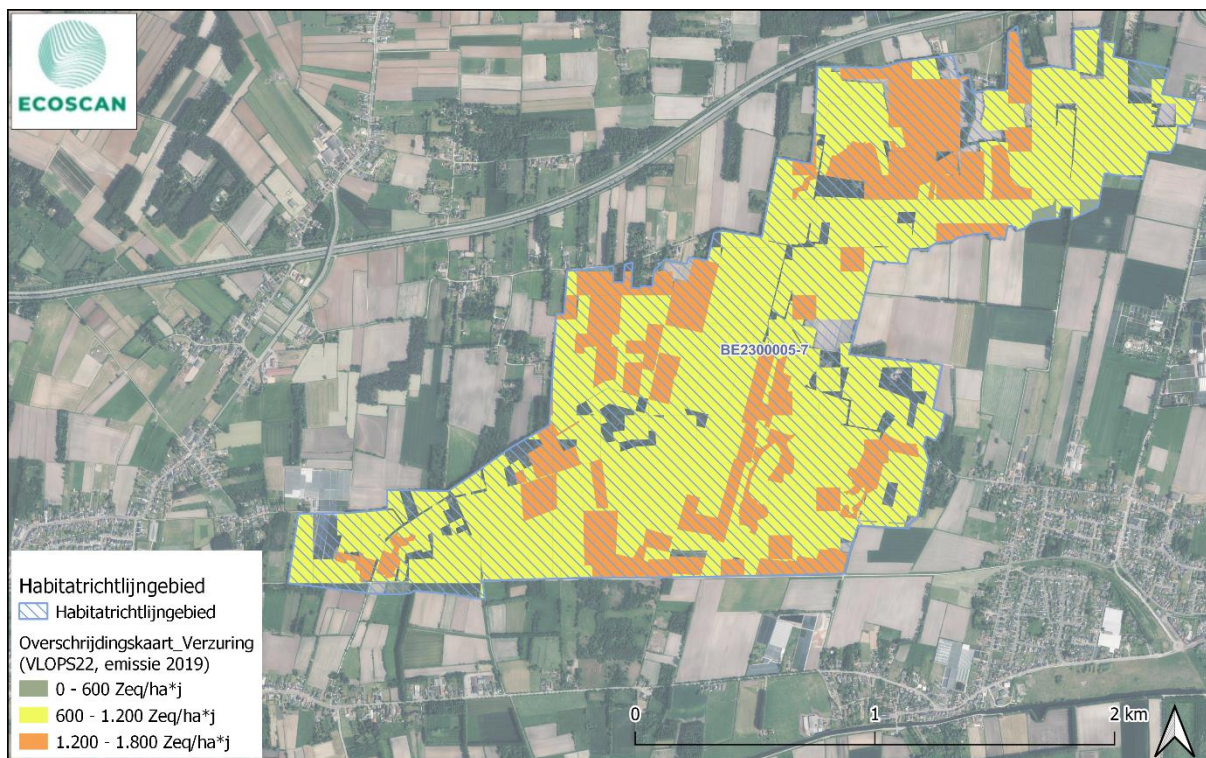 ECOSCAN
BE2300005-7
Habitatrichtlijngebied
Habitatrichtlijngebied
Overschrijdingskaart_Verzuring
(VLOPS22, emissie 2019)
0 - 600 Zeq/ha*j
600 - 1.200 Zeq/ha*j
1.200 - 1.800 Zeq/ha*j
0 1 2 km